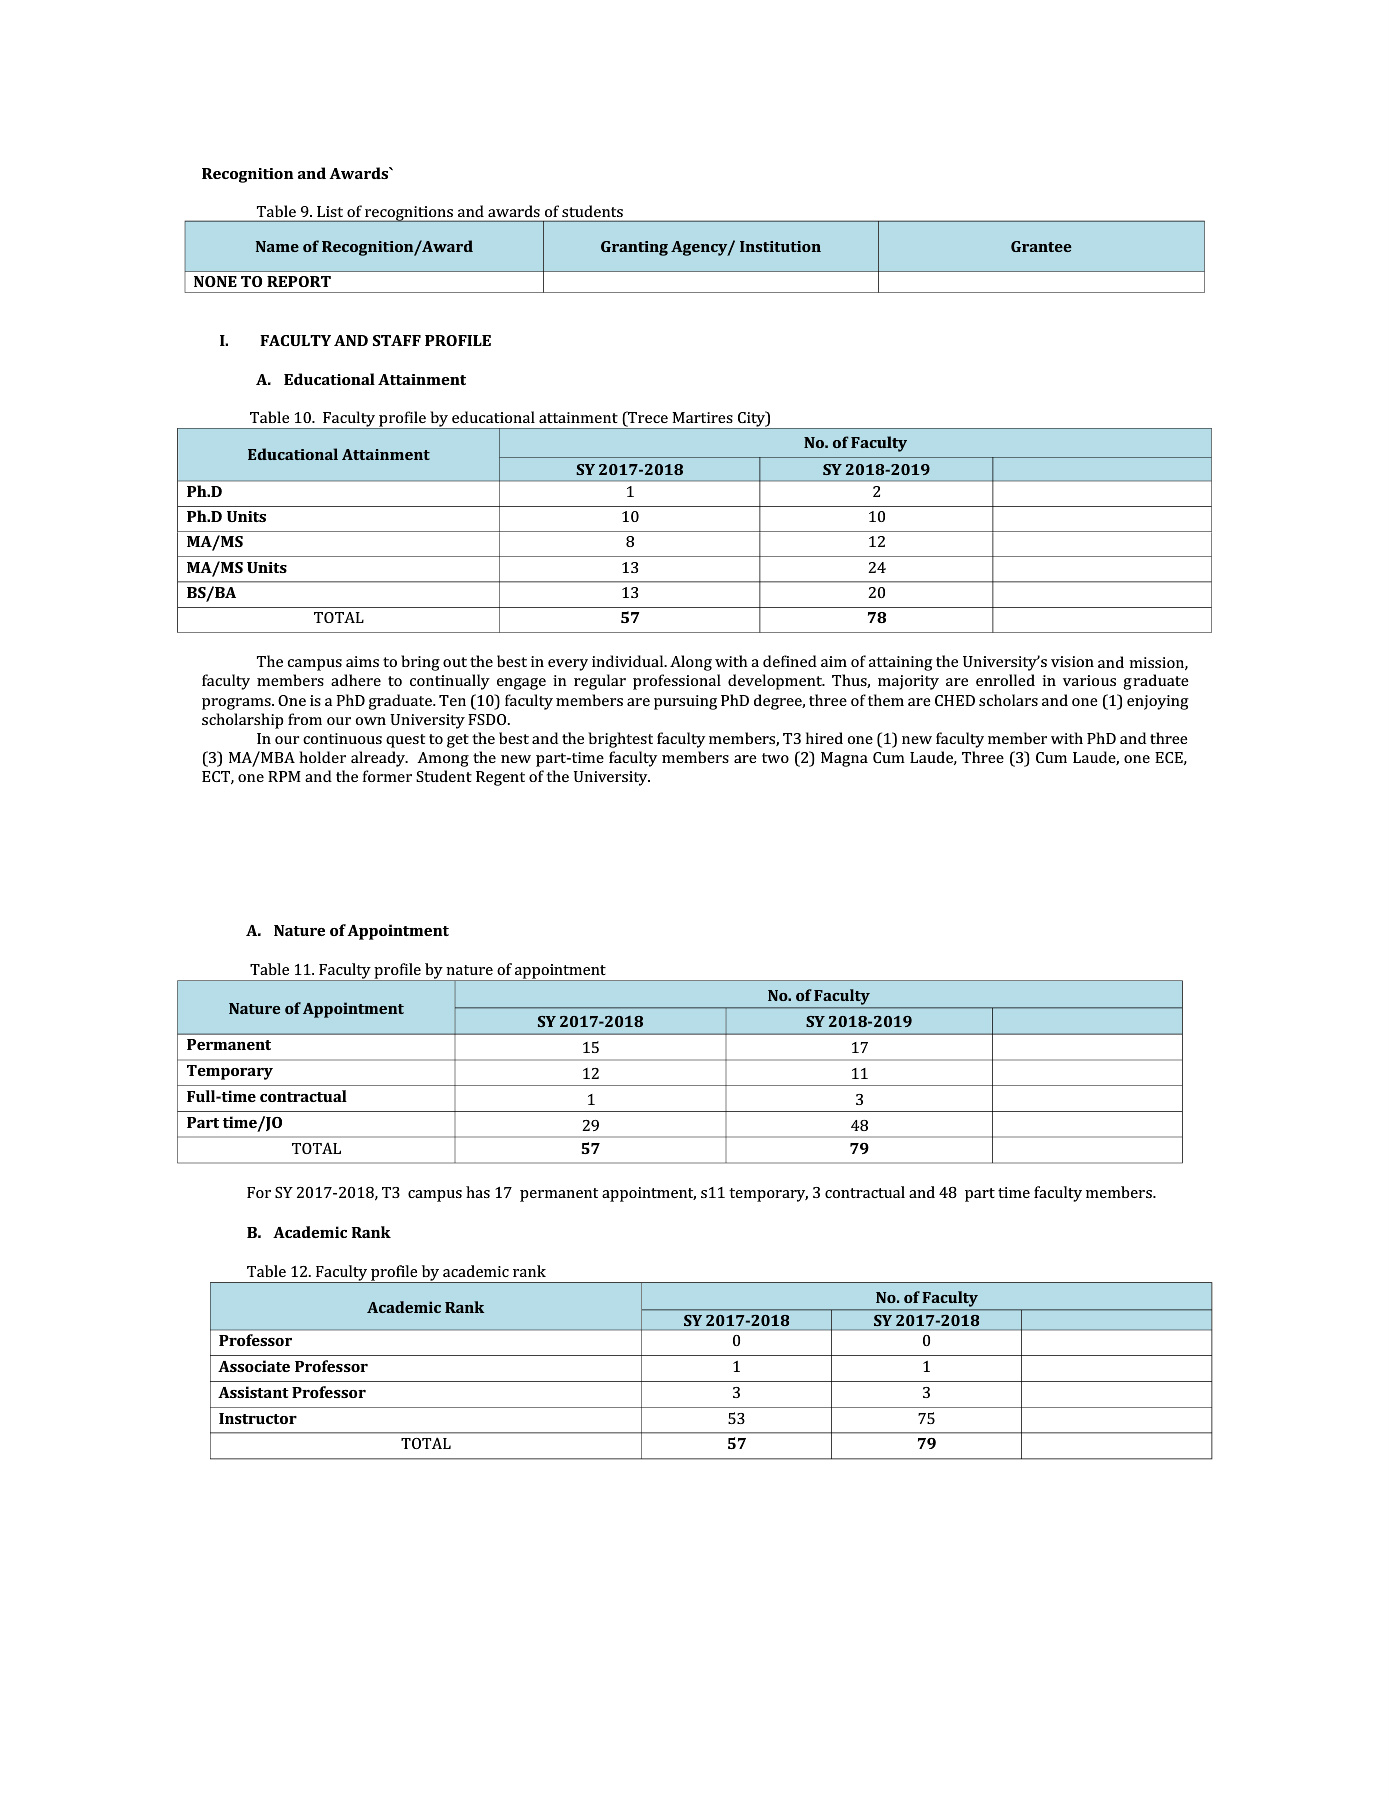 Recognition and Awards`
Table 9. List of recognitions and awards of students
Name of Recognition/Award Granting Agency/ Institution Grantee
NONE TO REPORT
I. FACULTY AND STAFF PROFILE
A. Educational Attainment
Table 10. Faculty profile by educational attainment (Trece Martires City)
Educational Attainment No. of Faculty
SY 2017-2018 SY 2018-2019
Ph.D 1 2
Ph.D Units 10 10
MA/MS 8 12
MA/MS Units 13 24
BS/BA 13 20
TOTAL 57 78
The campus aims to bring out the best in every individual. Along with a defined aim of attaining the University's vision and mission,
faculty members adhere to continually engage in regular professional development. Thus, majority are enrolled in various graduate
programs. One is a PhD graduate. Ten (10) faculty members are pursuing PhD degree, three of them are CHED scholars and one (1) enjoying
scholarship from our own University FSDO.
In our continuous quest to get the best and the brightest faculty members, T3 hired one (1) new faculty member with PhD and three
(3) MA/MBA holder already. Among the new part-time faculty members are two (2) Magna Cum Laude, Three (3) Cum Laude, one ECE,
ECT, one RPM and the former Student Regent of the University.
A. Nature of Appointment
Table 11. Faculty profile by nature of appointment
Nature of Appointment No. of Faculty
SY 2017-2018 SY 2018-2019
Permanent 15 17
Temporary 12 11
Full-time contractual 1 3
Part time/JO 29 48
TOTAL 57 79
For SY 2017-2018, T3 campus has 17 permanent appointment, s11 temporary, 3 contractual and 48 part time faculty members.
B. Academic Rank
Table 12. Faculty profile by academic rank
Academic Rank No. of Faculty
SY 2017-2018 SY 2017-2018
Professor 0 0
Associate Professor 1 1
Assistant Professor 3 3
Instructor 53 75
TOTAL 57 79